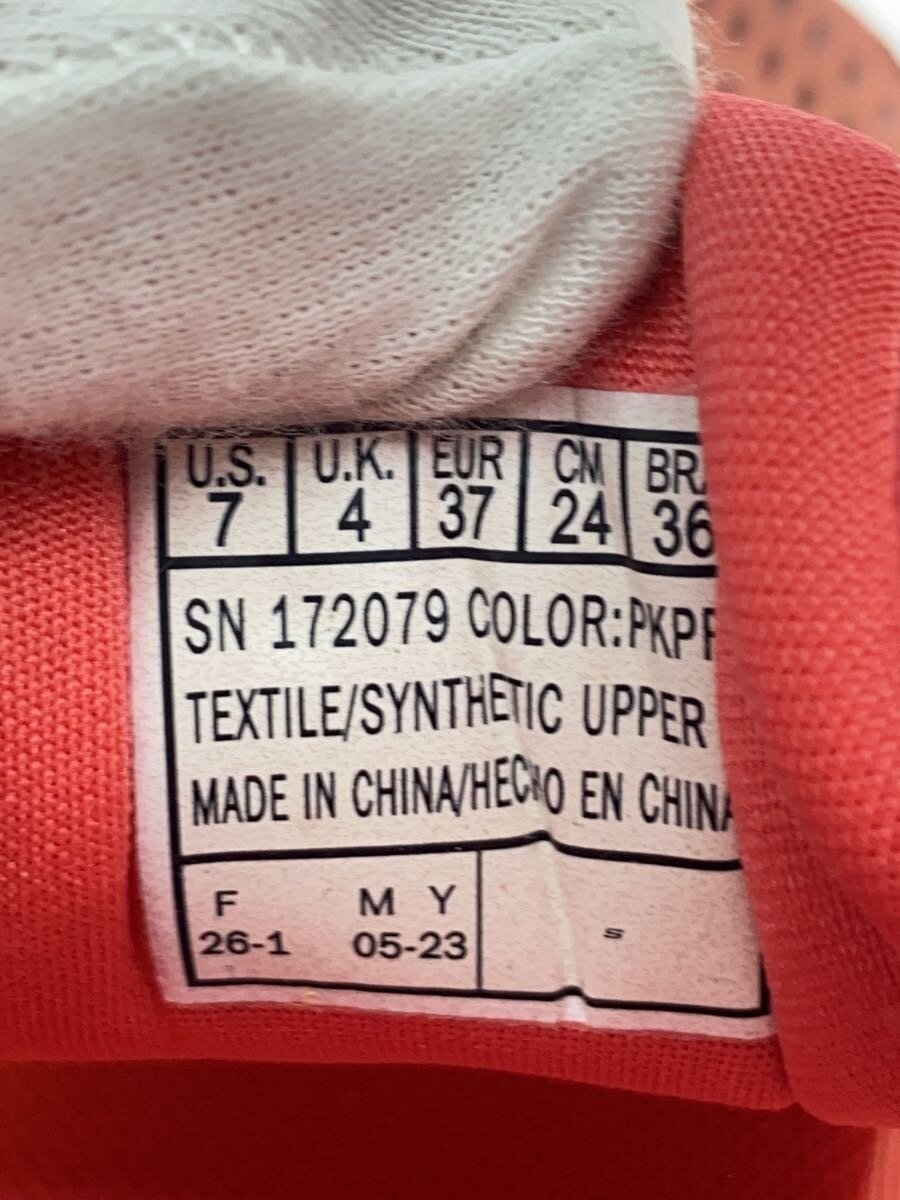 U.S. U.K. EUR CM
7 4 37 24 36
SN 172079 COLOR:
TEXTILE/SYNTHETIC UPPER
MADE IN CHINA/HECHO EN CHINA
F M Y
26-1 05-23
s